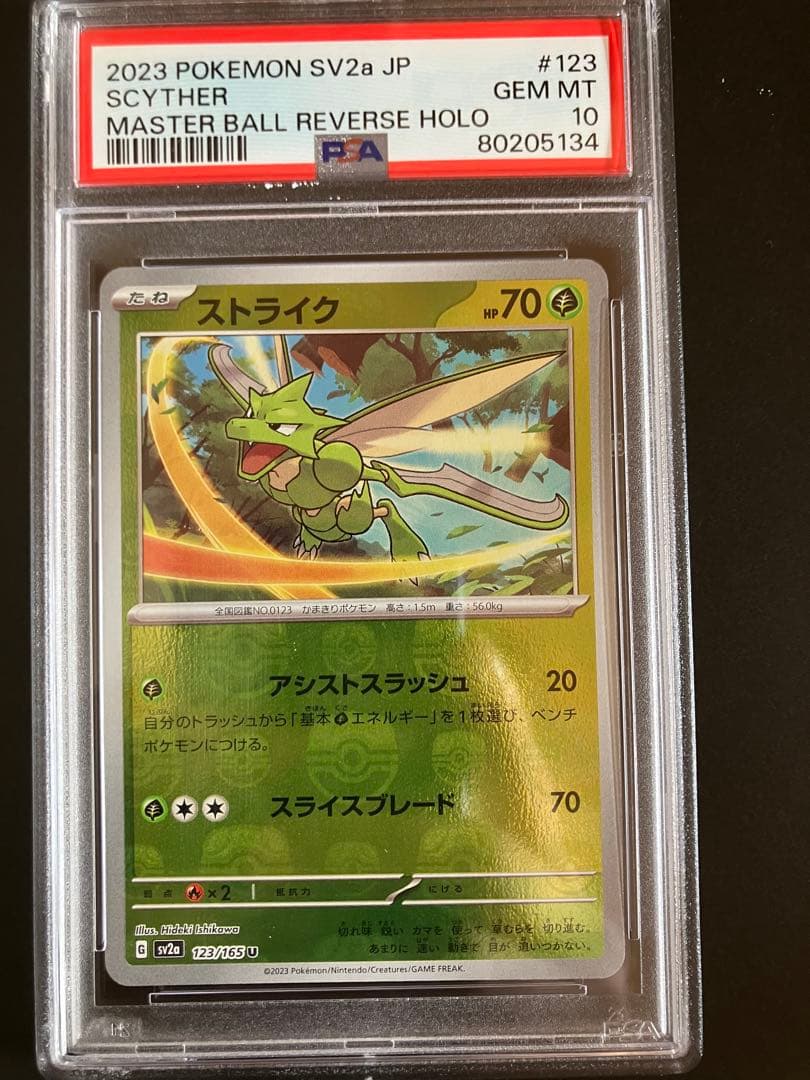 2023 POKEMON SV2a JP #123
SCYTHER GEM MT
MASTER BALL REVERSE HOLO 10
PSA 80205134
たね ストライク HP70
全国図鑑NO.0123 かまきりポケモン 高さ:1.5m 重さ:56.0kg
アシストスラッシュ 20
自分のトラッシュから「基本エネルギー」を1枚選び、ベンチ
ポケモンにつける。
スライスブレード 70
弱点 ×2 抵抗力 にげる
Illus. Hideki Ishikawa
切れ味 鋭い カマを 使って 草むらを 切り進む。
あまりに 速い 動きで 目が 追いつかない。
G sv2a 123/165 U
©2023 Pokémon/Nintendo/Creatures/GAME FREAK.
PSA